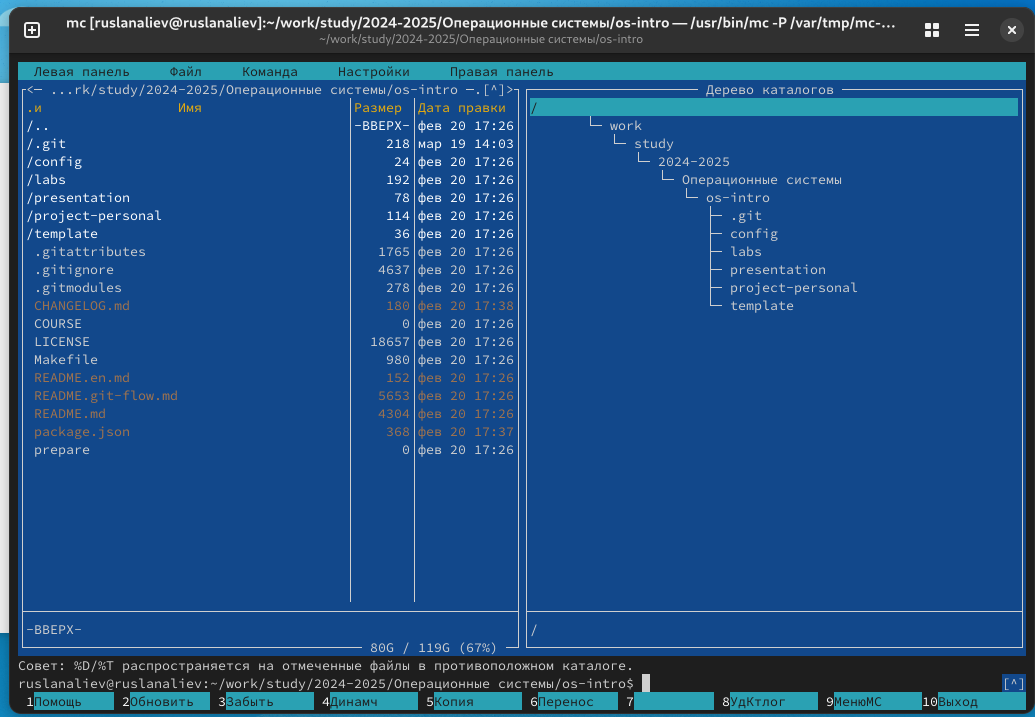 mc [ruslanaliev@ruslanaliev]:~/work/study/2024-2025/Операционные системы/os-intro — /usr/bin/mc -P /var/tmp/mc-...
~/work/study/2024-2025/Операционные системы/os-intro
Левая панель Файл Команда Настройки Правая панель
<— ...rk/study/2024-2025/Операционные системы/os-intro —.[^]> Дерево каталогов
.и Имя Размер Дата правки /
/.. -ВВЕРХ- фев 20 17:26 work
/.git 218 мар 19 14:03 study
/config 24 фев 20 17:26 2024-2025
/labs 192 фев 20 17:26 Операционные системы
/presentation 78 фев 20 17:26 os-intro
/project-personal 114 фев 20 17:26 .git
/template 36 фев 20 17:26 config
.gitattributes 1765 фев 20 17:26 labs
.gitignore 4637 фев 20 17:26 presentation
.gitmodules 278 фев 20 17:26 project-personal
CHANGELOG.md 180 фев 20 17:38 template
COURSE 0 фев 20 17:26
LICENSE 18657 фев 20 17:26
Makefile 980 фев 20 17:26
README.en.md 152 фев 20 17:26
README.git-flow.md 5653 фев 20 17:26
README.md 4304 фев 20 17:26
package.json 368 фев 20 17:37
prepare 0 фев 20 17:26
-ВВЕРХ- /
80G / 119G (67%)
Совет: %D/%T распространяется на отмеченные файлы в противоположном каталоге.
ruslanaliev@ruslanaliev:~/work/study/2024-2025/Операционные системы/os-intro$ [^]
1Помощь 2Обновить 3Забыть 4Динамч 5Копия 6Перенос 7 8УдКтлог 9МенюМС 10Выход